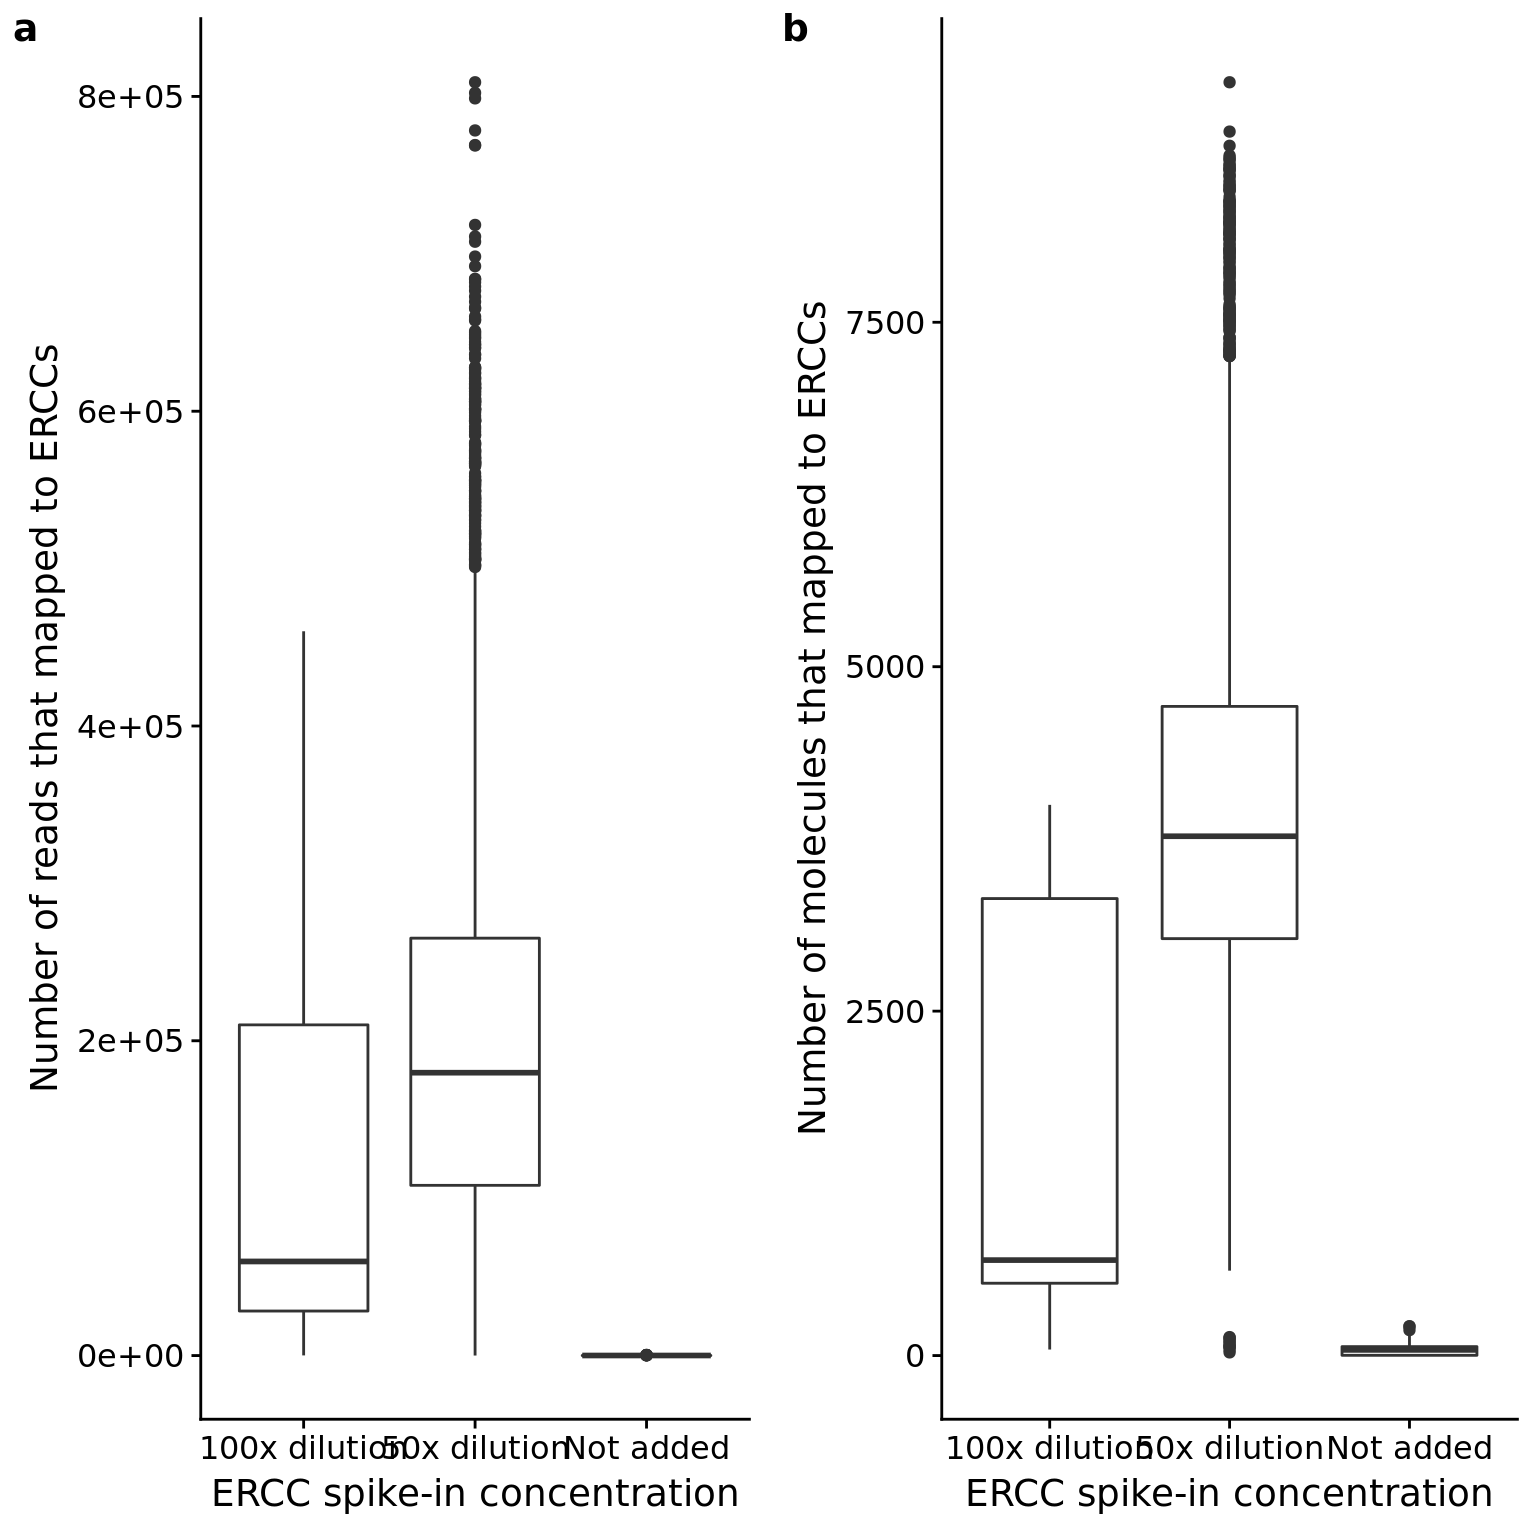 a
Number of reads that mapped to ERCCs
8e+05
6e+05
4e+05
2e+05
0e+00
100x dilution
50x dilution
Not added
ERCC spike-in concentration
b
Number of molecules that mapped to ERCCs
7500
5000
2500
0
100x dilution
50x dilution
Not added
ERCC spike-in concentration